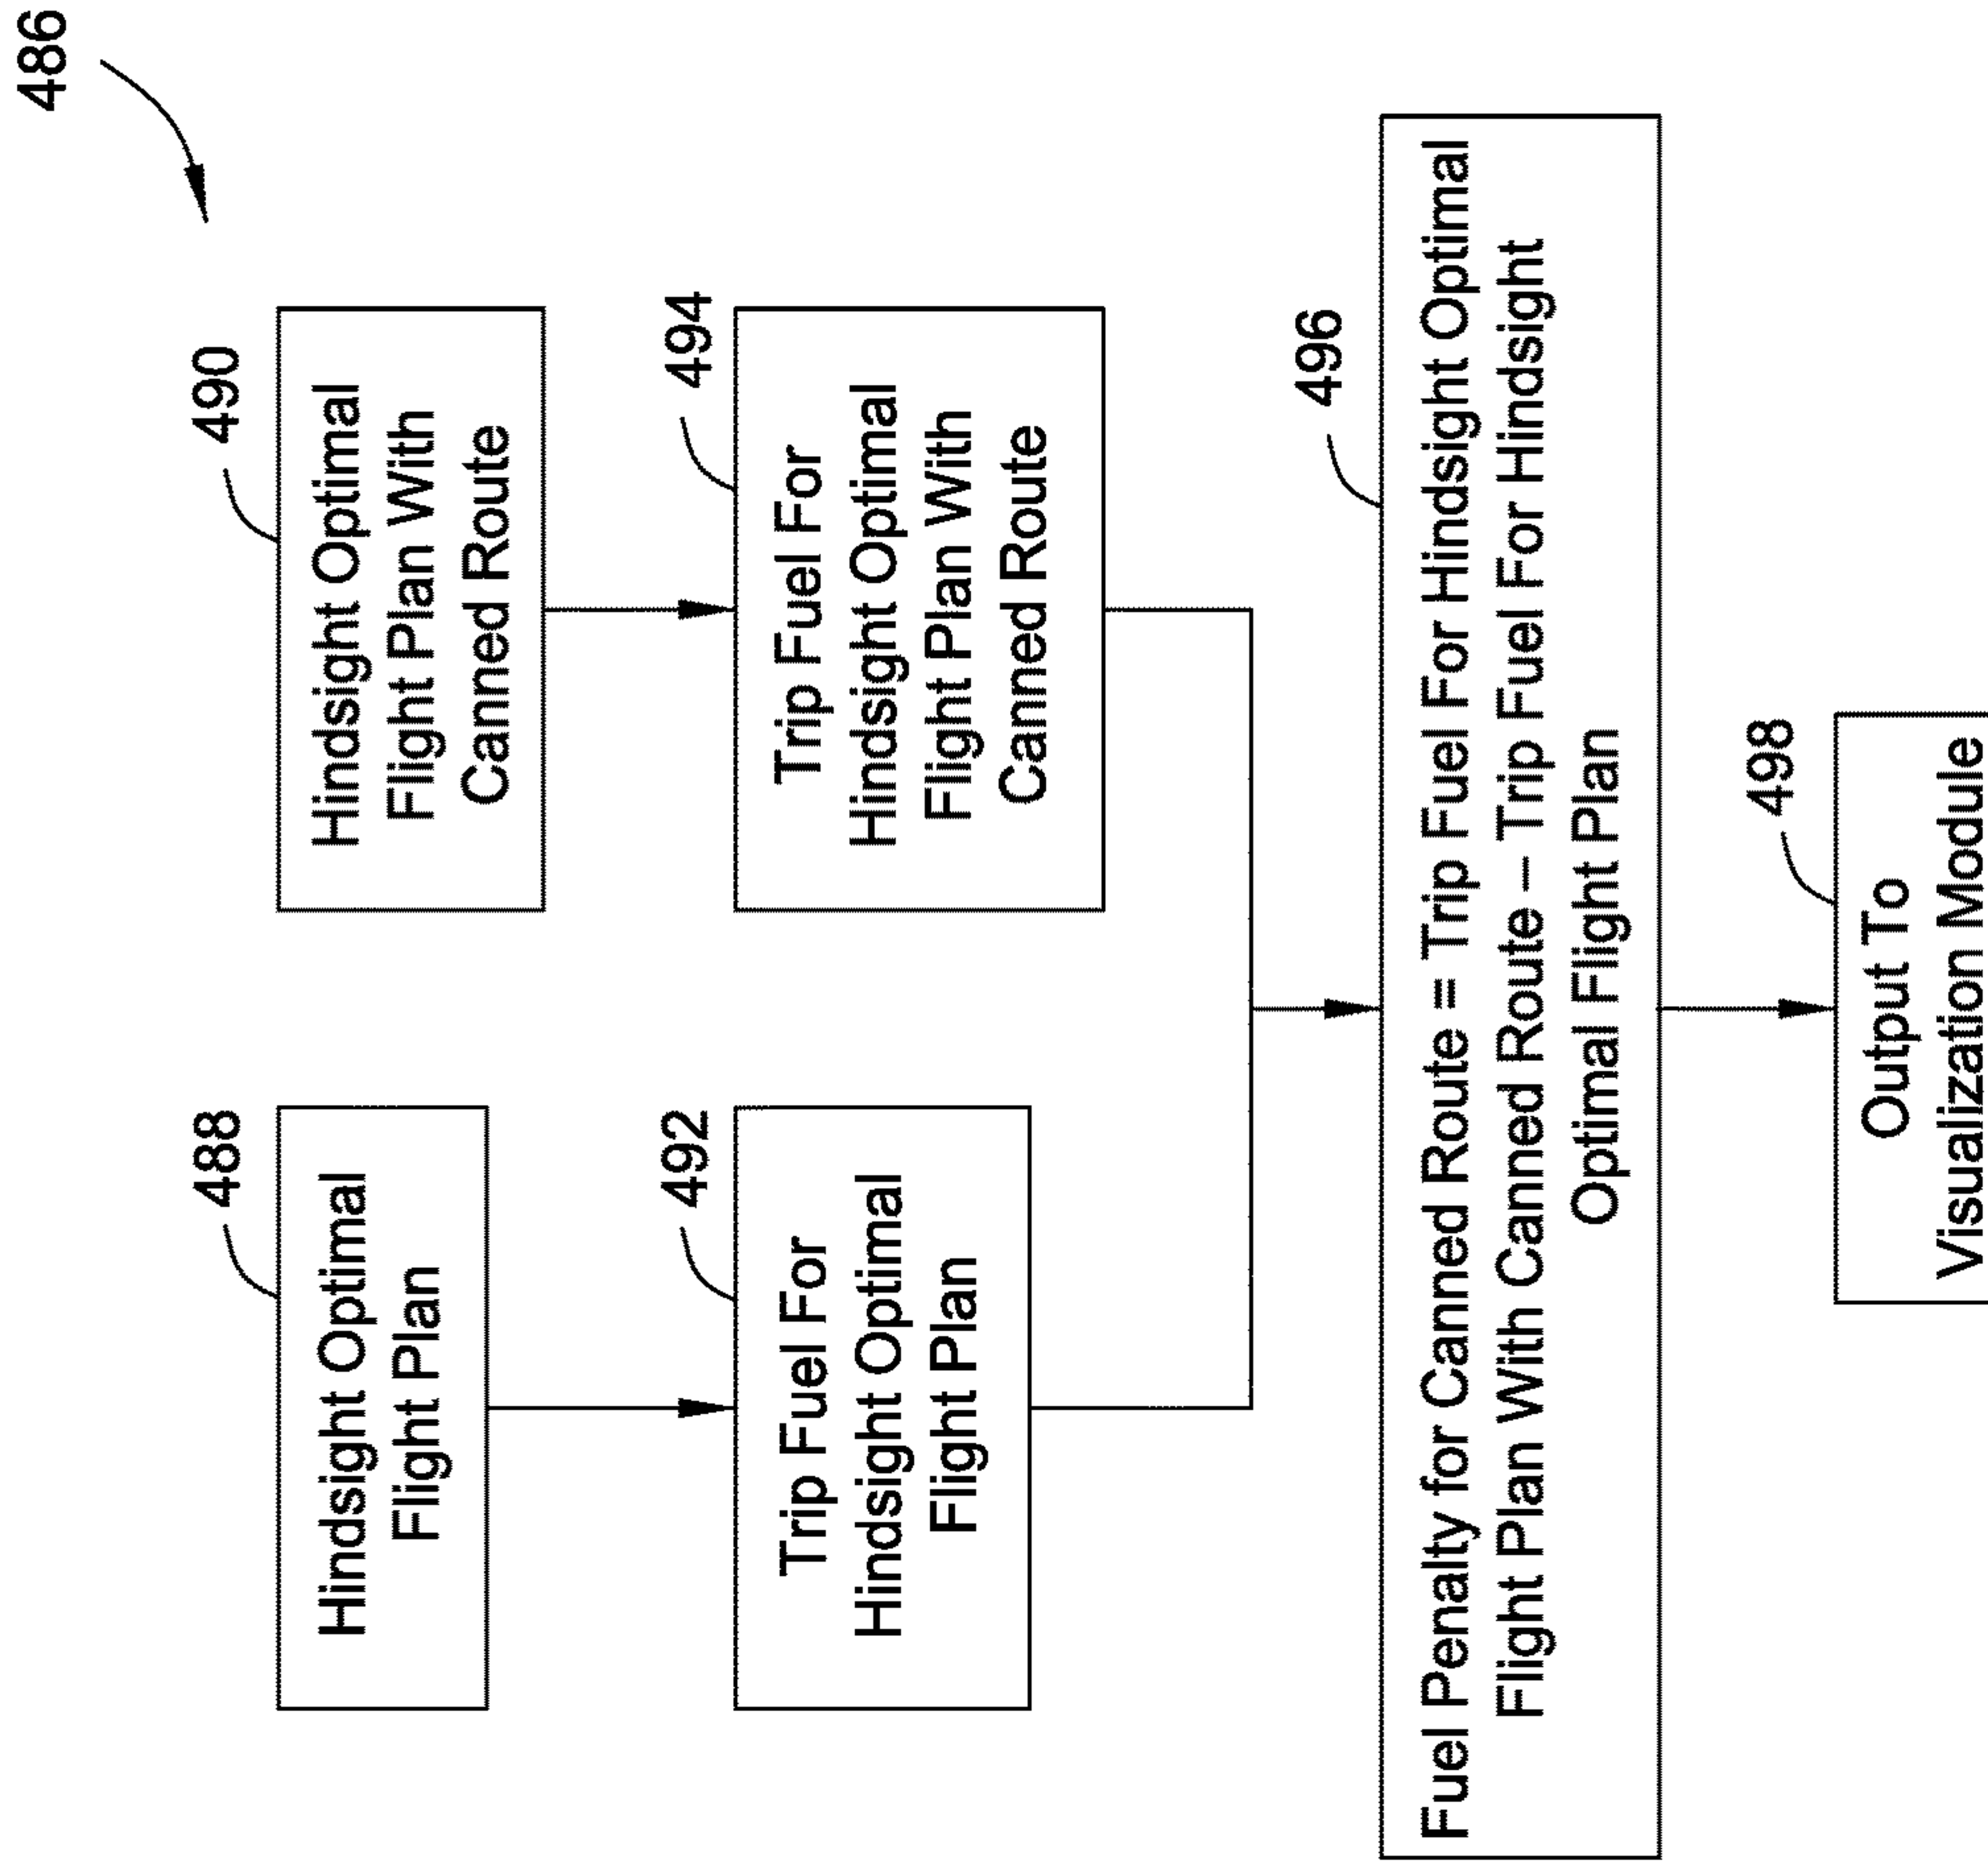 486
488
Hindsight Optimal
Flight Plan
490
Hindsight Optimal
Flight Plan With
Canned Route
492
Trip Fuel For
Hindsight Optimal
Flight Plan
494
Trip Fuel For
Hindsight Optimal
Flight Plan With
Canned Route
496
Fuel Penalty for Canned Route = Trip Fuel For Hindsight Optimal
Flight Plan With Canned Route – Trip Fuel For Hindsight
Optimal Flight Plan
498
Output To
Visualization Module